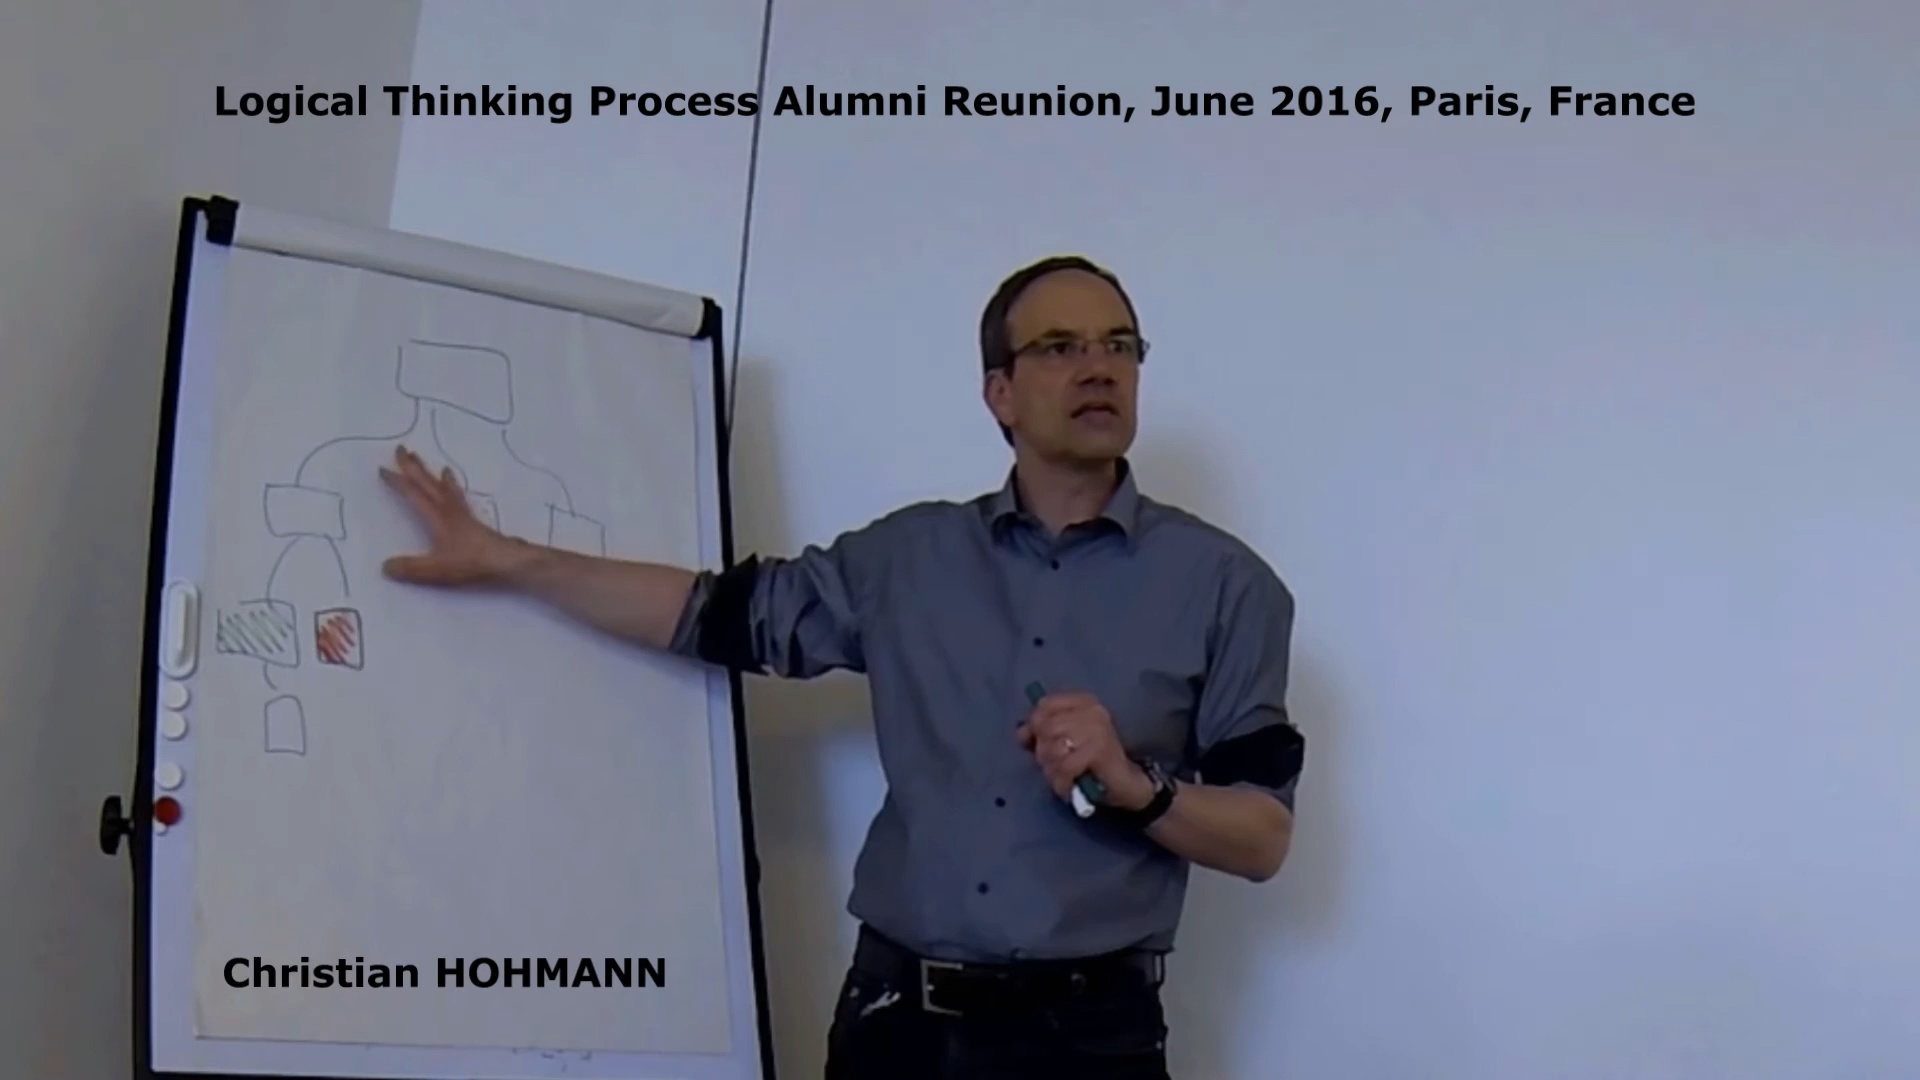 Logical Thinking Process Alumni Reunion, June 2016, Paris, France
Christian HOHMANN